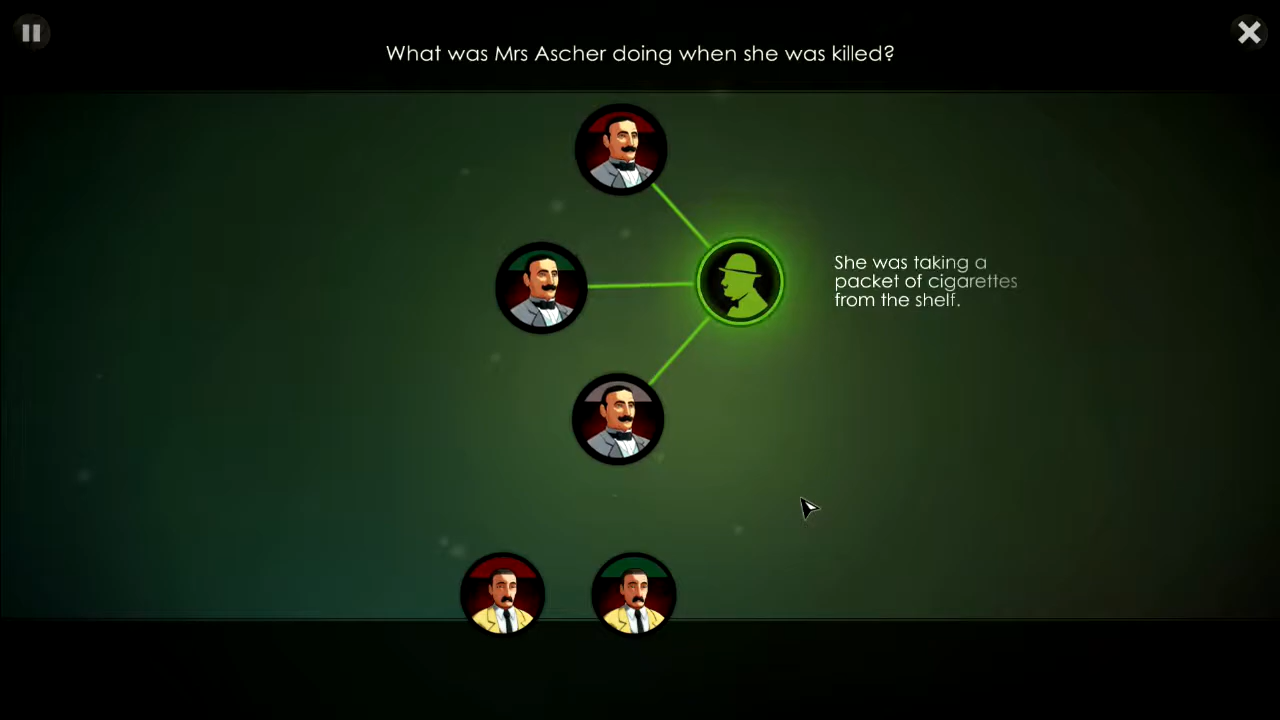 What was Mrs Ascher doing when she was killed?
She was taking a
packet of cigarettes
from the shelf.